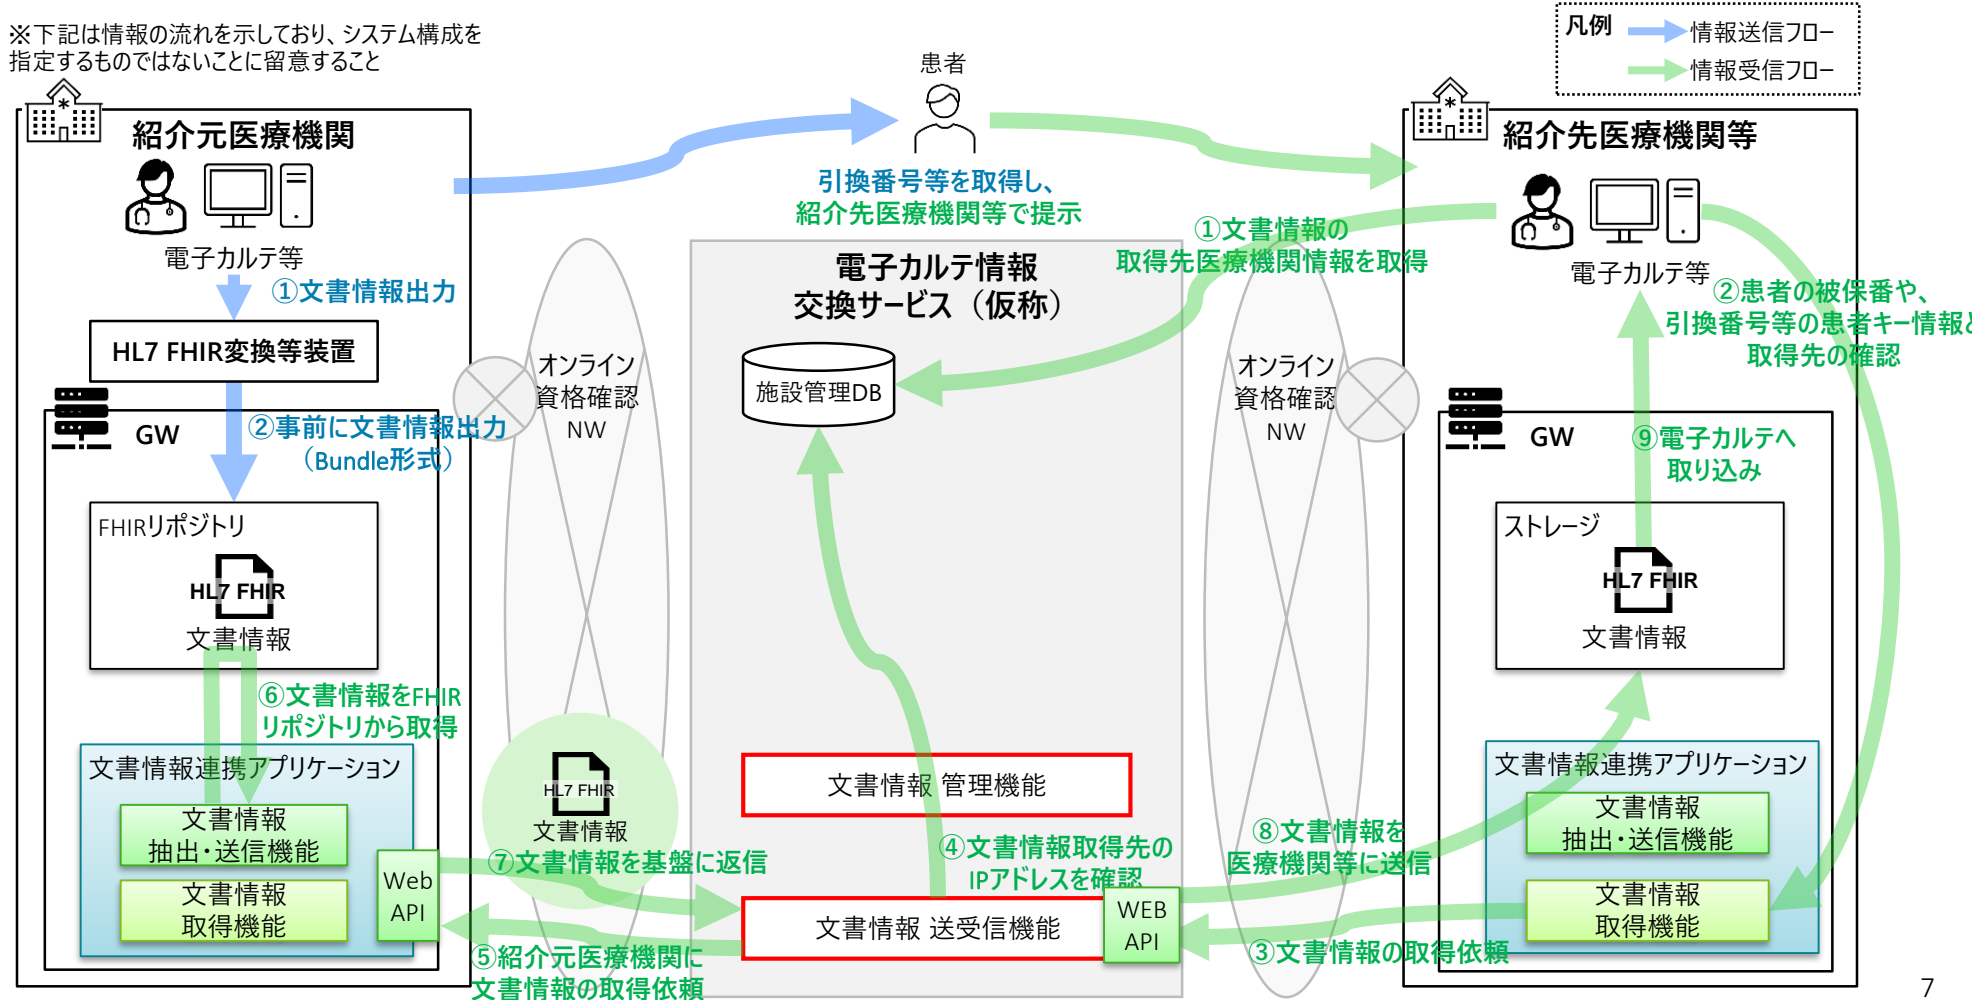 ※下記は情報の流れを示しており、システム構成を
指定するものではないことに留意すること
凡例
情報送信フロー
情報受信フロー
患者
引換番号等を取得し、
紹介先医療機関等で提示
紹介元医療機関
電子カルテ等
①文書情報出力
HL7 FHIR変換等装置
GW
②事前に文書情報出力
（Bundle形式）
FHIRリポジトリ
HL7 FHIR
文書情報
⑥文書情報をFHIR
リポジトリから取得
文書情報連携アプリケーション
文書情報
抽出・送信機能
文書情報
取得機能
Web
API
オンライン
資格確認
NW
HL7 FHIR
文書情報
⑦文書情報を基盤に返信
⑤紹介元医療機関に
文書情報の取得依頼
電子カルテ情報
交換サービス（仮称）
施設管理DB
文書情報 管理機能
④文書情報取得先の
IPアドレスを確認
文書情報 送受信機能
WEB
API
①文書情報の
取得先医療機関情報を取得
オンライン
資格確認
NW
⑧文書情報を
医療機関等に送信
③文書情報の取得依頼
紹介先医療機関等
電子カルテ等
②患者の被保番や、
引換番号等の患者キー情報と
取得先の確認
GW
⑨電子カルテへ
取り込み
ストレージ
HL7 FHIR
文書情報
文書情報連携アプリケーション
文書情報
抽出・送信機能
文書情報
取得機能
7